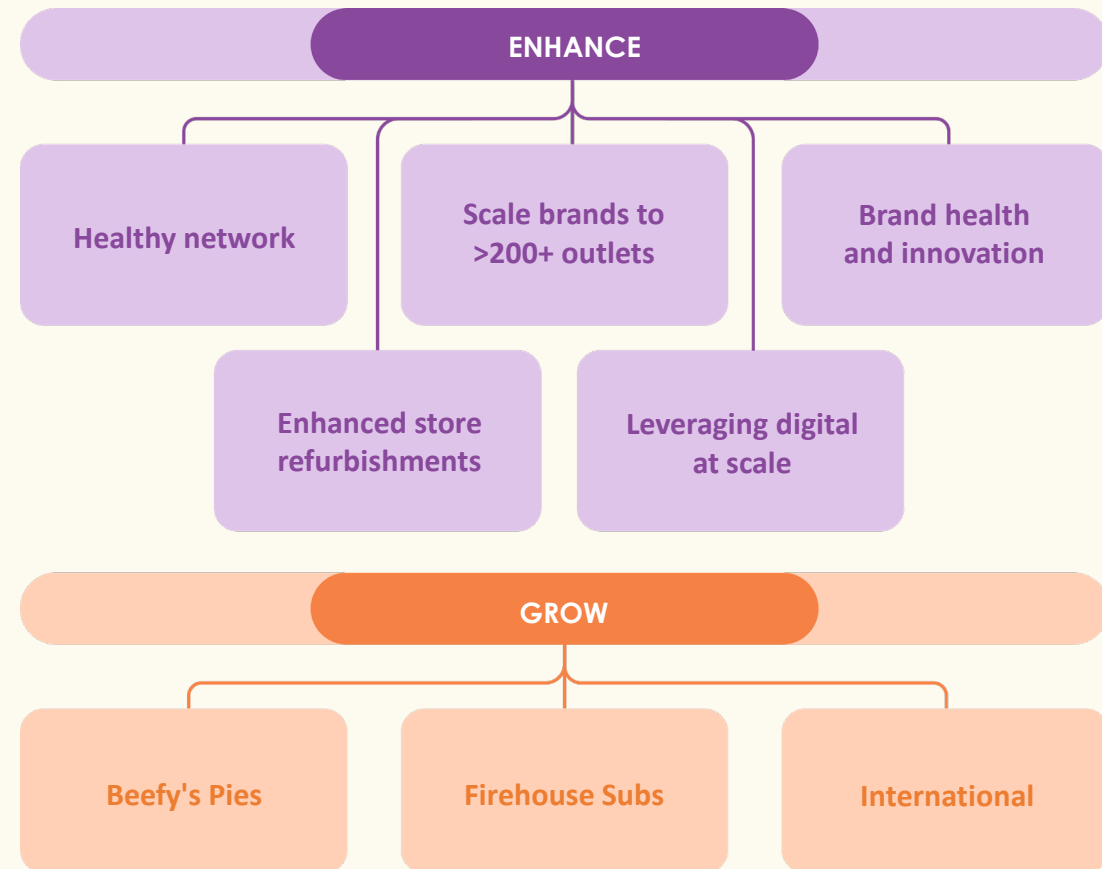 ENHANCE
Healthy network
Scale brands to
>200+ outlets
Brand health
and innovation
Enhanced store
refurbishments
Leveraging digital
at scale
GROW
Beefy's Pies
Firehouse Subs
International